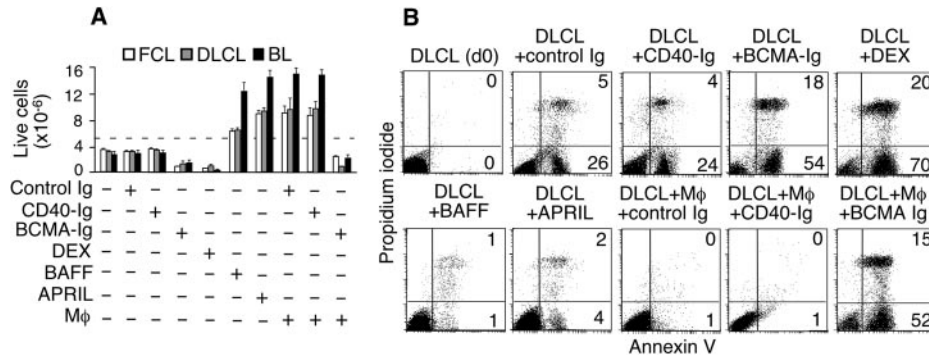 A
FCL DLCL BL
16
12
8
4
0
Live cells
(x10-6)
Control Ig – + – – – – – + – –
CD40-Ig – – + – – – – – + –
BCMA-Ig – – – + – – – – – +
DEX – – – – + – – – – –
BAFF – – – – – + – – – –
APRIL – – – – – – + – – –
Mφ – – – – – – – + + +
B
DLCL (d0)
0
0
DLCL
+control Ig
5
26
DLCL
+CD40-Ig
4
24
DLCL
+BCMA-Ig
18
54
DLCL
+DEX
20
70
DLCL
+BAFF
1
1
DLCL
+APRIL
2
4
DLCL+Mφ
+control Ig
0
1
DLCL+Mφ
+CD40-Ig
0
1
DLCL+Mφ
+BCMA Ig
15
52
Propidium iodide
Annexin V